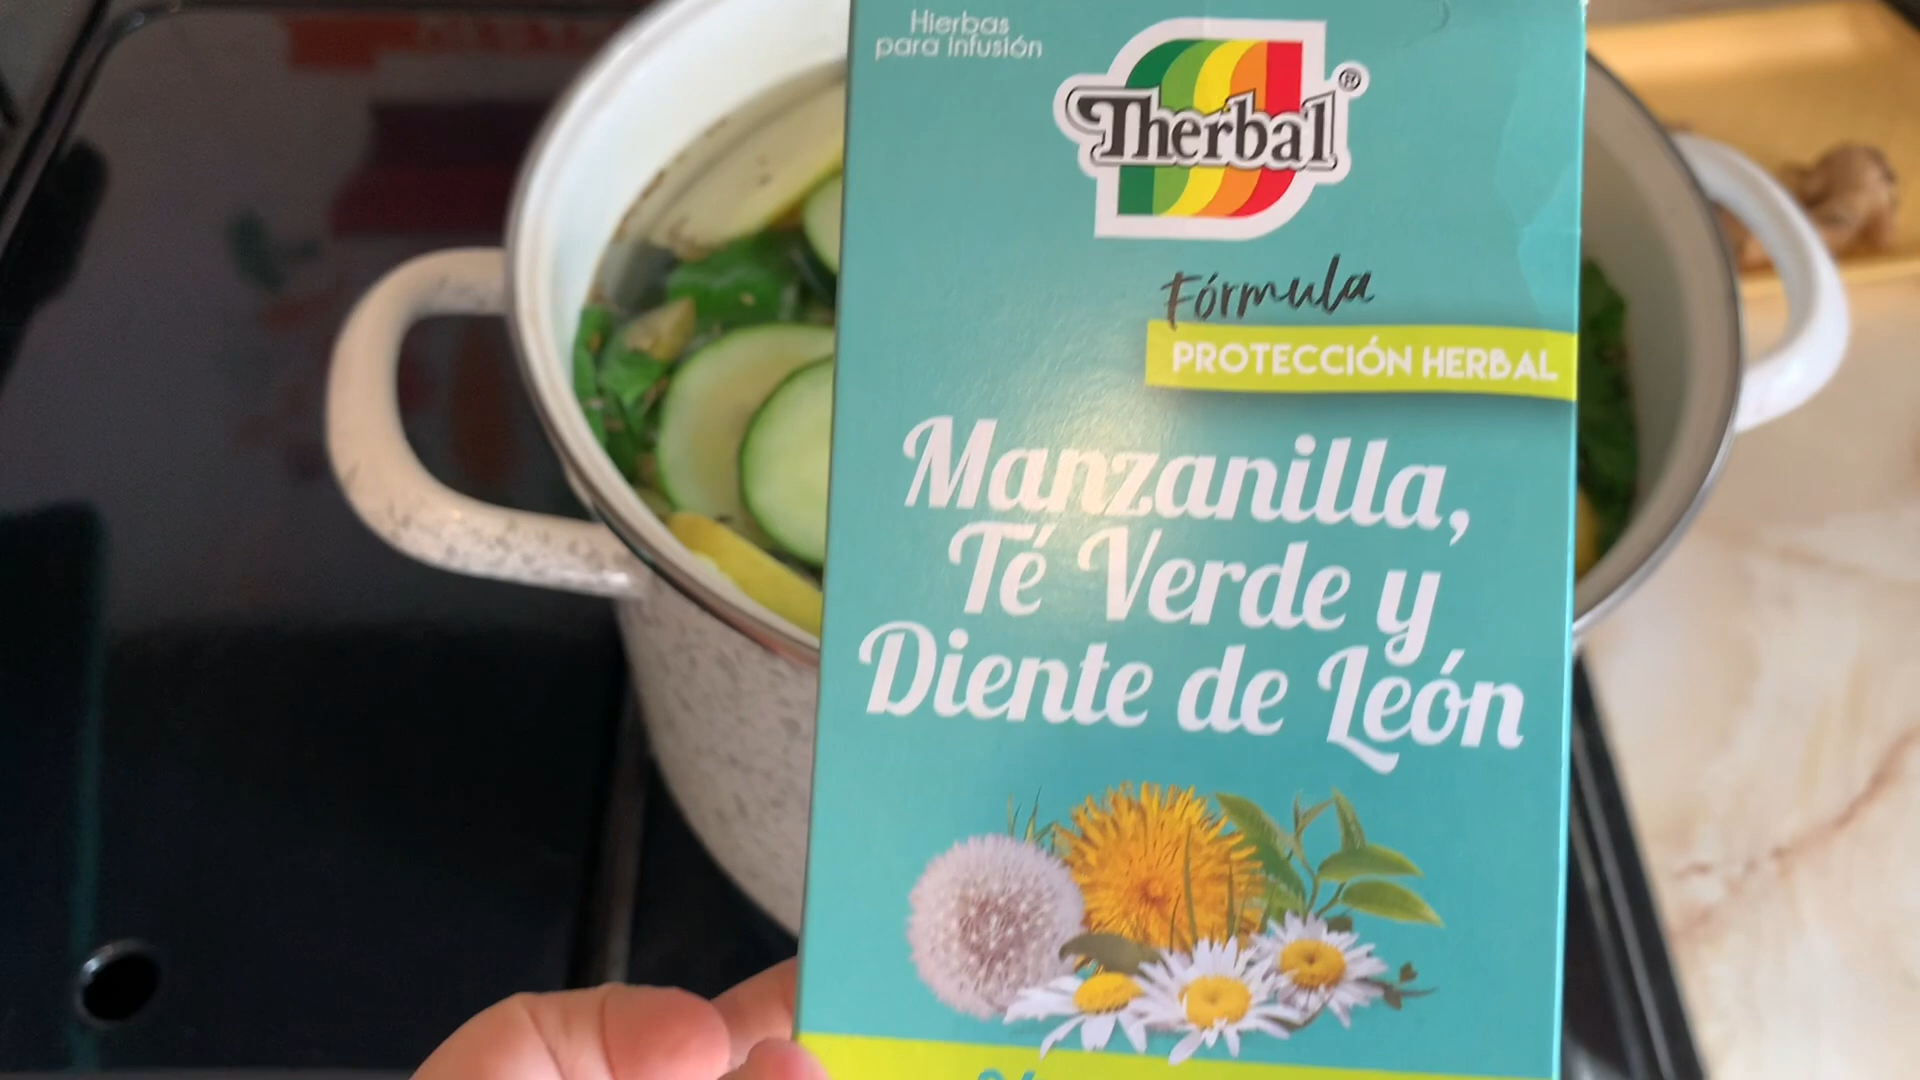 Hierbas
para Infusión
Therbal®
Fórmula
PROTECCIÓN HERBAL
Manzanilla,
Té Verde y
Diente de León